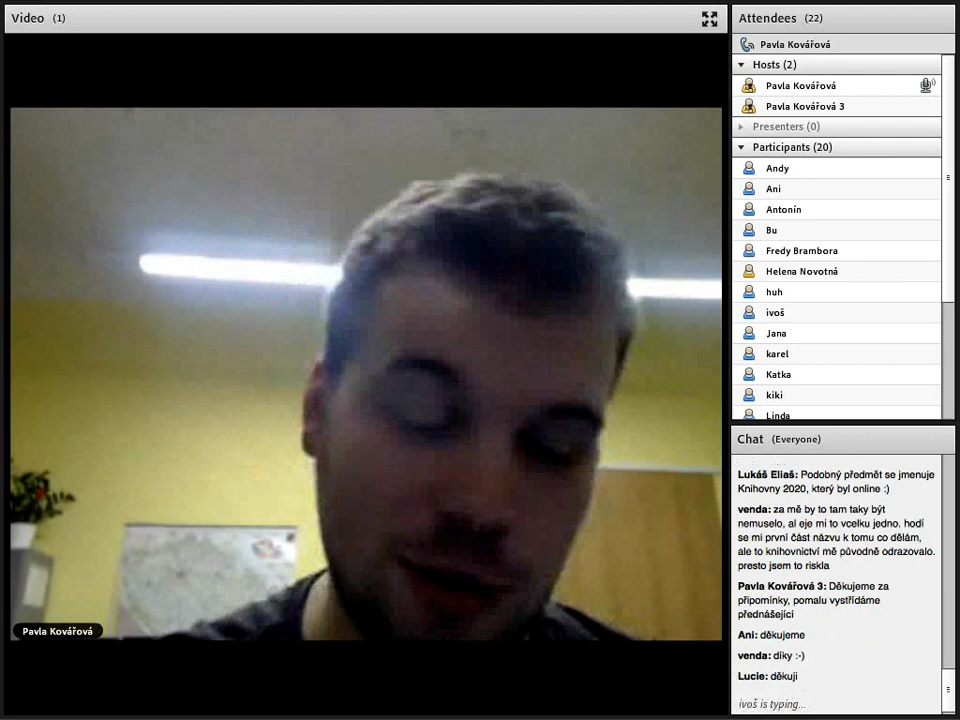 Video (1)
Pavla Kovářová
Attendees (22)
Pavla Kovářová
Hosts (2)
Pavla Kovářová
Pavla Kovářová 3
Presenters (0)
Participants (20)
Andy
Ani
Antonín
Bu
Fredy Brambora
Helena Novotná
huh
ivoš
Jana
karel
Katka
kiki
Linda
Chat (Everyone)
Lukáš Eliaš: Podobný předmět se jmenuje
Knihovny 2020, který byl online :)
venda: za mě by to tam taky být
nemuselo, al eje mi to vcelku jedno. hodí
se mi první část názvu k tomu co dělám,
ale to knihovnictví mě původně odrazovalo.
presto jsem to riskla
Pavla Kovářová 3: Děkujeme za
připomínky, pomalu vystřídáme
přednášející
Ani: děkujeme
venda: díky :-)
Lucie: děkuji
ivoš is typing...